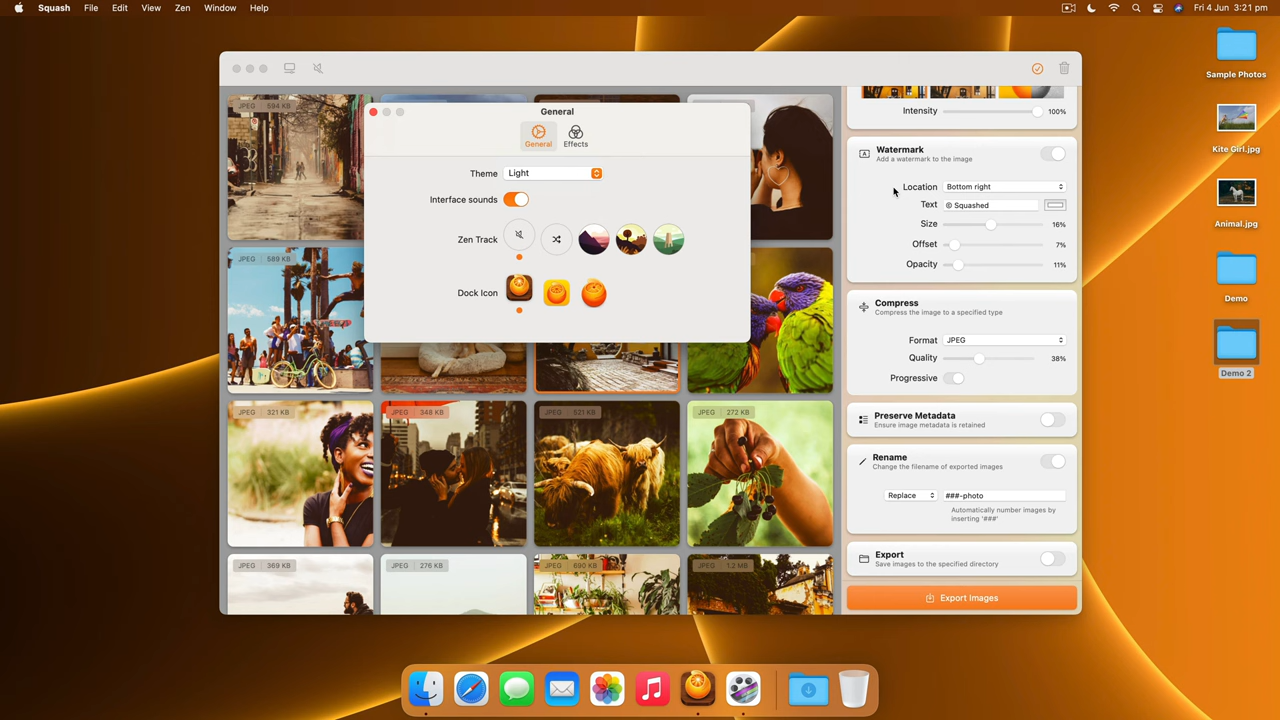 Squash File Edit View Zen Window Help
Fri 4 Jun 3:21 pm
Sample Photos
Kite Girl.jpg
Animal.jpg
Demo
Demo 2
General
General Effects
Theme Light
Interface sounds
Zen Track
Dock Icon
JPEG 594 KB
JPEG 589 KB
JPEG 321 KB
JPEG 348 KB
JPEG 521 KB
JPEG 272 KB
JPEG 369 KB
JPEG 276 KB
JPEG 690 KB
JPEG 1.2 MB
Intensity 100%
Watermark
Add a watermark to the image
Location Bottom right
Text © Squashed
Size 16%
Offset 7%
Opacity 11%
Compress
Compress the image to a specified type
Format JPEG
Quality 38%
Progressive
Preserve Metadata
Ensure image metadata is retained
Rename
Change the filename of exported images
Replace ###-photo
Automatically number images by
inserting '###'
Export
Save images to the specified directory
Export Images